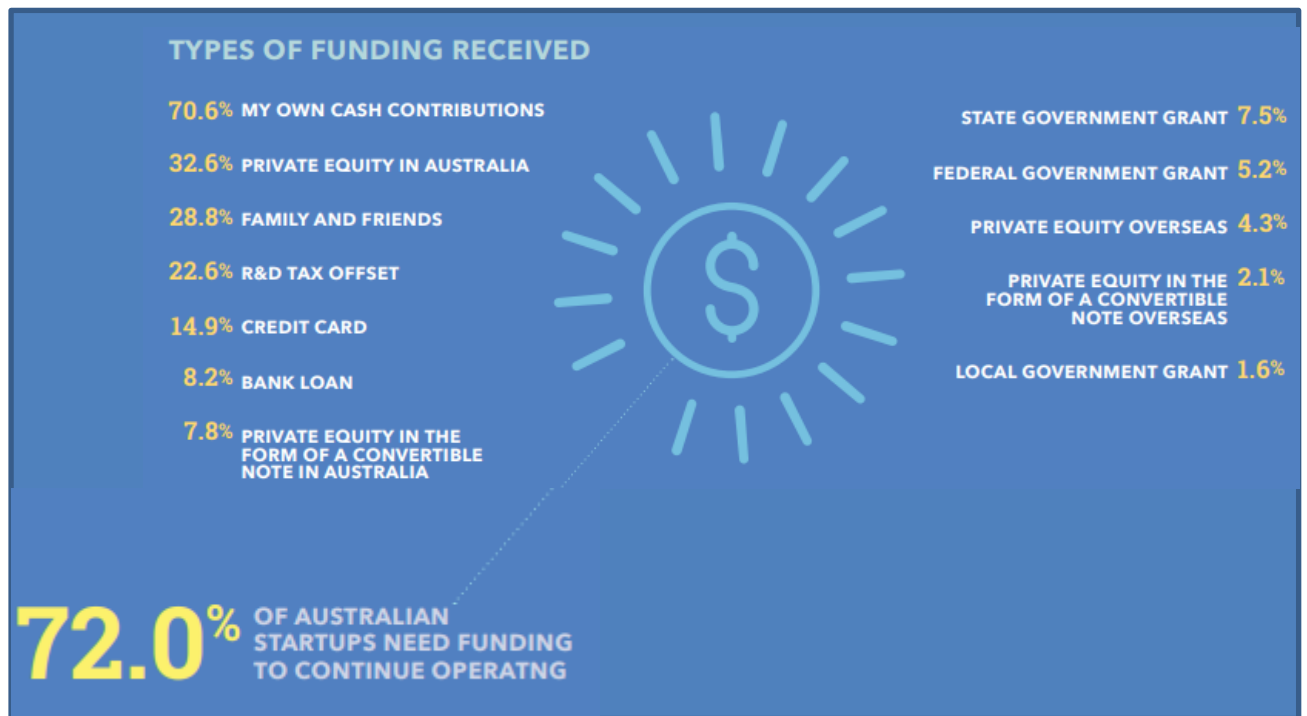 TYPES OF FUNDING RECEIVED
70.6% MY OWN CASH CONTRIBUTIONS
32.6% PRIVATE EQUITY IN AUSTRALIA
28.8% FAMILY AND FRIENDS
22.6% R&D TAX OFFSET
14.9% CREDIT CARD
8.2% BANK LOAN
7.8% PRIVATE EQUITY IN THE
FORM OF A CONVERTIBLE
NOTE IN AUSTRALIA
$
STATE GOVERNMENT GRANT 7.5%
FEDERAL GOVERNMENT GRANT 5.2%
PRIVATE EQUITY OVERSEAS 4.3%
PRIVATE EQUITY IN THE 2.1%
FORM OF A CONVERTIBLE
NOTE OVERSEAS
LOCAL GOVERNMENT GRANT 1.6%
72.0% OF AUSTRALIAN
STARTUPS NEED FUNDING
TO CONTINUE OPERATNG